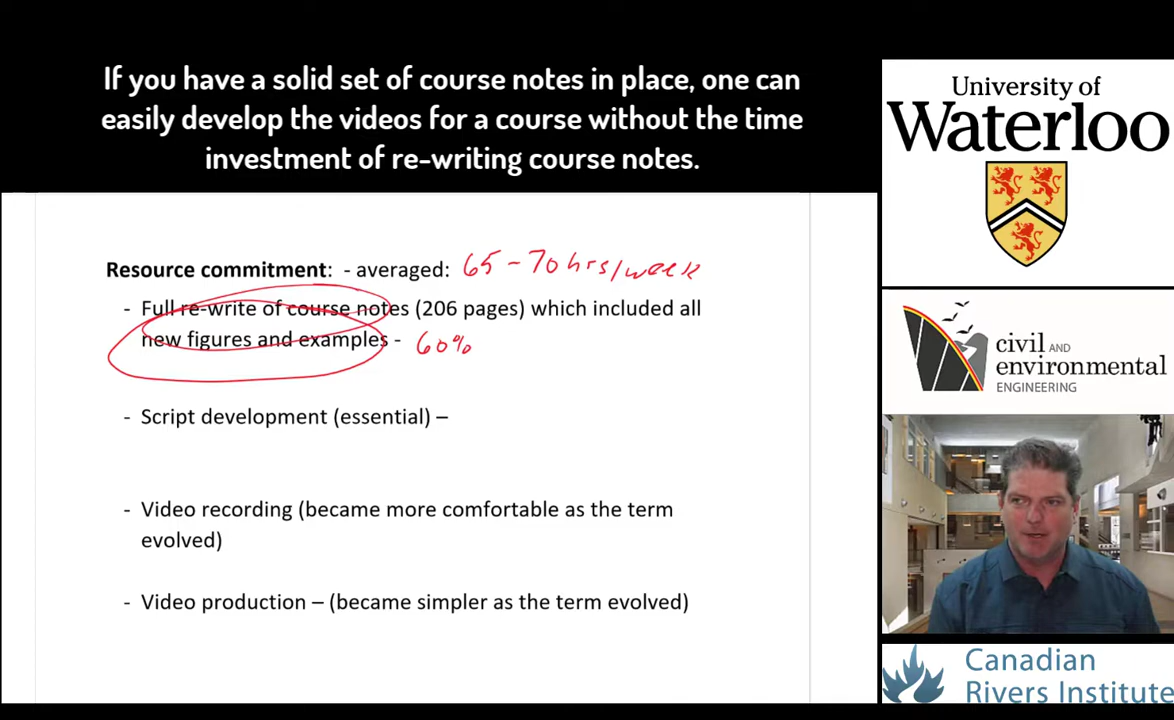 If you have a solid set of course notes in place, one can
easily develop the videos for a course without the time
investment of re-writing course notes.
Resource commitment: - averaged: 65-70 hrs/week
- Full re-write of course notes (206 pages) which included all
new figures and examples - 60%
- Script development (essential) –
- Video recording (became more comfortable as the term
evolved)
- Video production – (became simpler as the term evolved)
University of
Waterloo
civil AND
environmental
ENGINEERING
Canadian
Rivers Institute